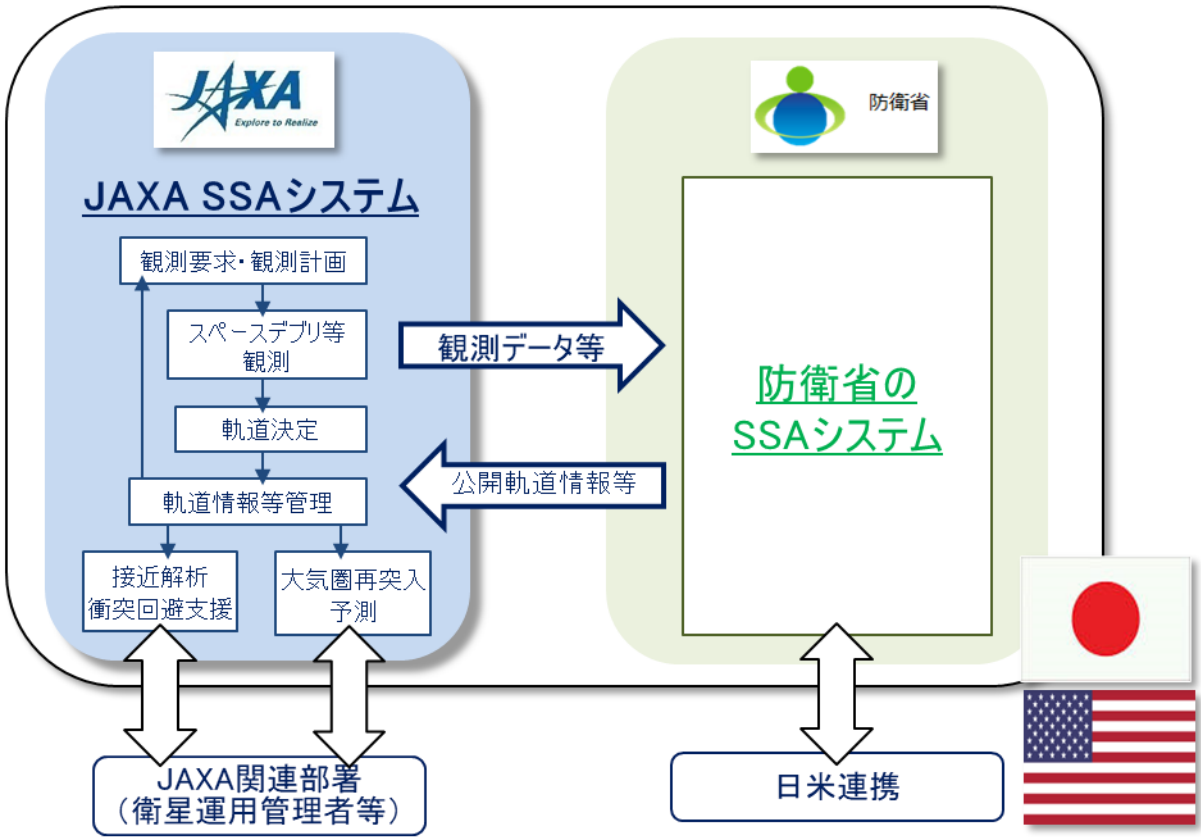 JAXA
Explore to Realize
JAXA SSAシステム
観測要求・観測計画
スペースデブリ等
観測
軌道決定
軌道情報等管理
接近解析
衝突回避支援
大気圏再突入
予測
観測データ等
公開軌道情報等
防衛省
防衛省の
SSAシステム
JAXA関連部署
（衛星運用管理者等）
日米連携